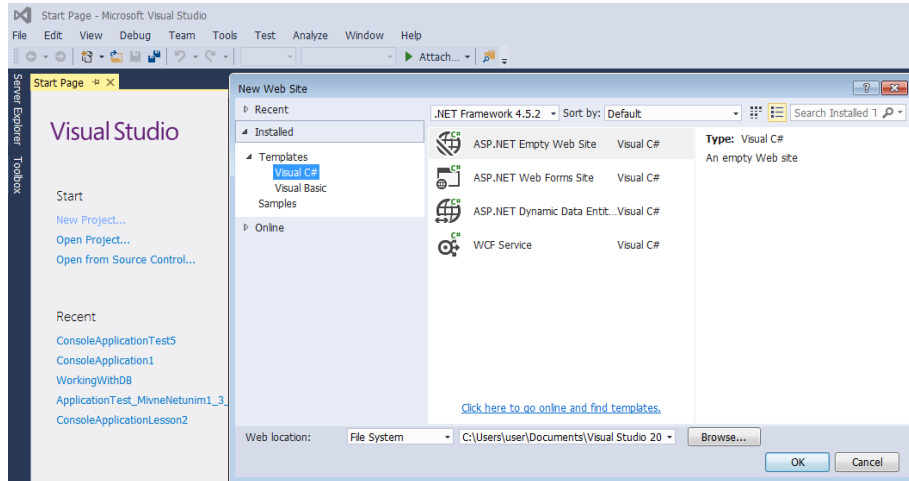 Start Page - Microsoft Visual Studio
File Edit View Debug Team Tools Test Analyze Window Help
Attach...
Server Explorer
Toolbox
Start Page
Visual Studio
Start
New Project...
Open Project...
Open from Source Control...
Recent
ConsoleApplicationTest5
ConsoleApplication1
WorkingWithDB
ApplicationTest_MivneNetunim1_3_
ConsoleApplicationLesson2
New Web Site
Recent
Installed
Templates
Visual C#
Visual Basic
Samples
Online
.NET Framework 4.5.2 Sort by: Default
Search Installed T
C# ASP.NET Empty Web Site Visual C#
C# ASP.NET Web Forms Site Visual C#
C# ASP.NET Dynamic Data Entit... Visual C#
C# WCF Service Visual C#
Click here to go online and find templates.
Type: Visual C#
An empty Web site
Web location: File System C:\Users\user\Documents\Visual Studio 20 Browse...
OK Cancel